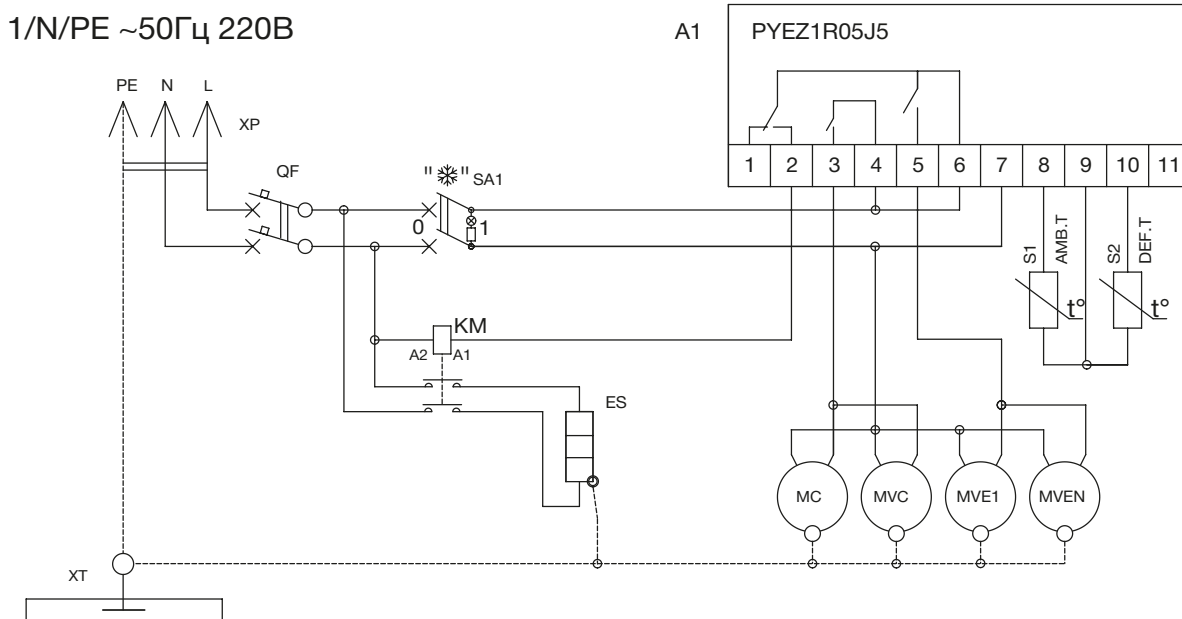 1/N/PE ~50Гц 220В
A1 PYEZ1R05J5
PE N L
XP
QF
"❄" SA1
0 1
1 2 3 4 5 6 7 8 9 10 11
S1 AMB.T
S2 DEF.T
t° t°
KM
A2 A1
ES
MC MVC MVE1 MVEN
XT